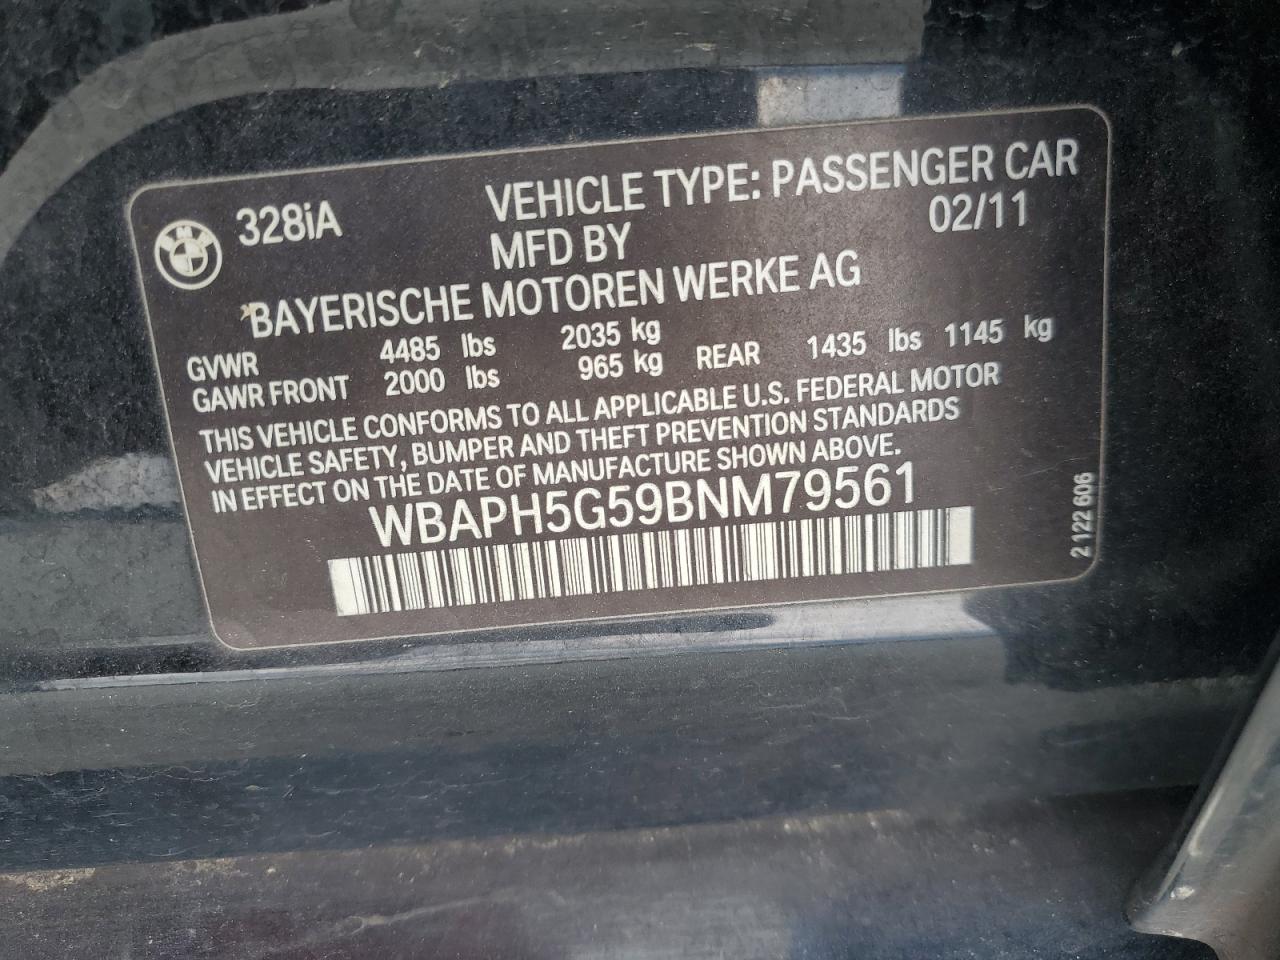 BMW
328iA
VEHICLE TYPE: PASSENGER CAR
MFD BY 02/11
BAYERISCHE MOTOREN WERKE AG
GVWR 4485 lbs 2035 kg
GAWR FRONT 2000 lbs 965 kg REAR 1435 lbs 1145 kg
THIS VEHICLE CONFORMS TO ALL APPLICABLE U.S. FEDERAL MOTOR
VEHICLE SAFETY, BUMPER AND THEFT PREVENTION STANDARDS
IN EFFECT ON THE DATE OF MANUFACTURE SHOWN ABOVE.
WBAPH5G59BNM79561
2 122 606